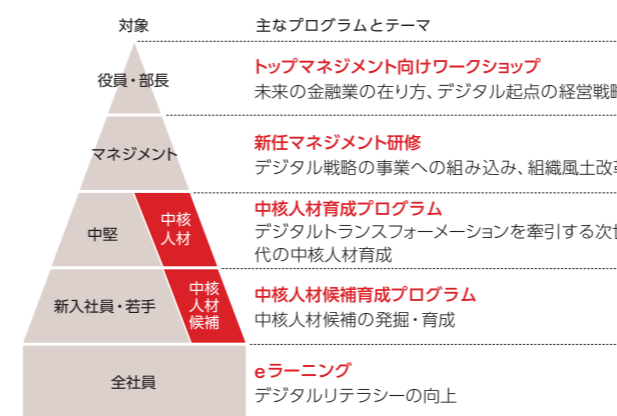 対象 主なプログラムとテーマ
役員・部長
トップマネジメント向けワークショップ
未来の金融業の在り方、デジタル起点の経営戦
マネジメント
新任マネジメント研修
デジタル戦略の事業への組み込み、組織風土改
中堅
中核
人材
中核人材育成プログラム
デジタルトランスフォーメーションを牽引する次
代の中核人材育成
新入社員・若手
中核
人材
候補
中核人材候補育成プログラム
中核人材候補の発掘・育成
全社員
eラーニング
デジタルリテラシーの向上